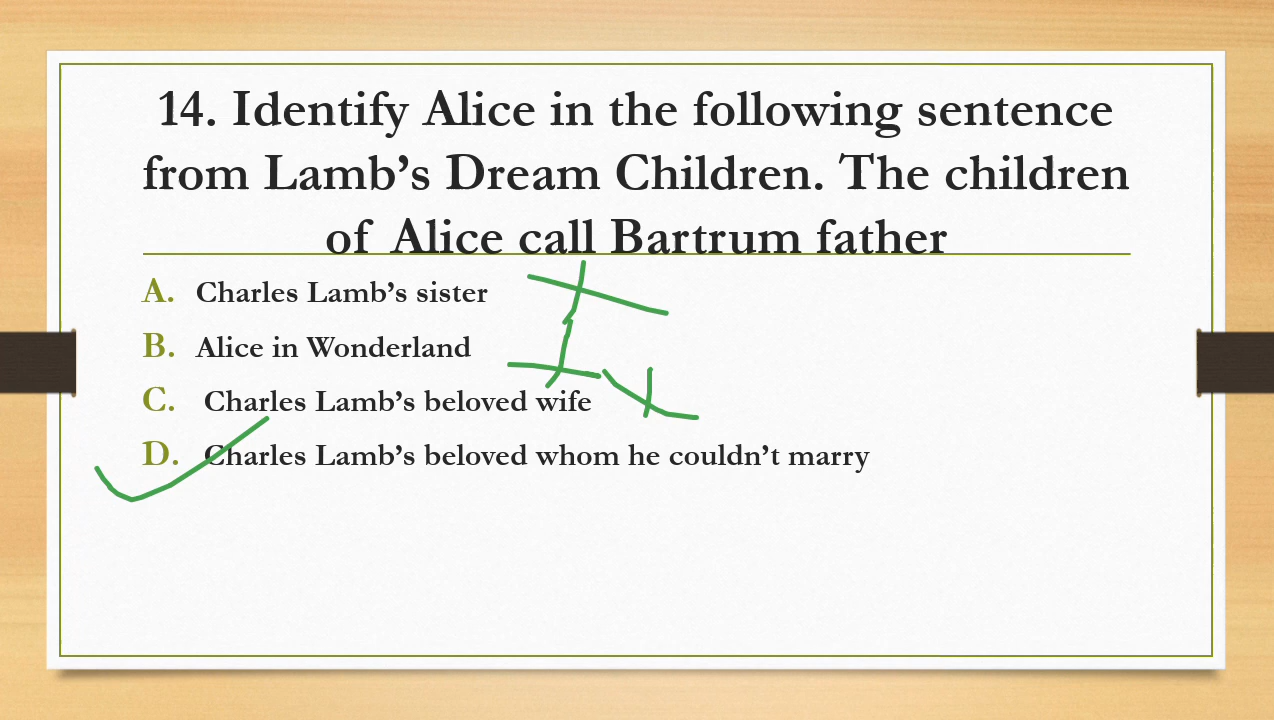 14. Identify Alice in the following sentence
from Lamb’s Dream Children. The children
of Alice call Bartrum father
A. Charles Lamb’s sister
B. Alice in Wonderland
C. Charles Lamb’s beloved wife
D. Charles Lamb’s beloved whom he couldn’t marry